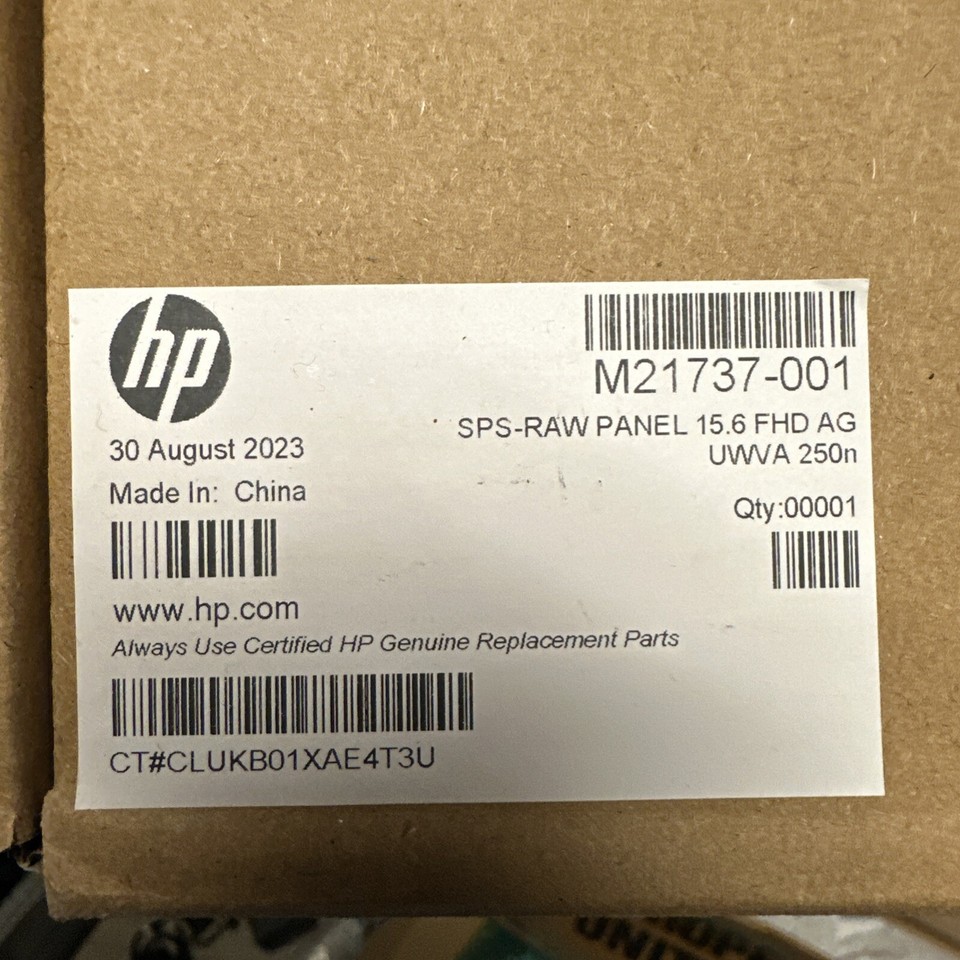 hp
M21737-001
SPS-RAW PANEL 15.6 FHD AG
UWVA 250n
30 August 2023
Made In: China
Qty:00001
www.hp.com
Always Use Certified HP Genuine Replacement Parts
CT#CLUKB01XAE4T3U